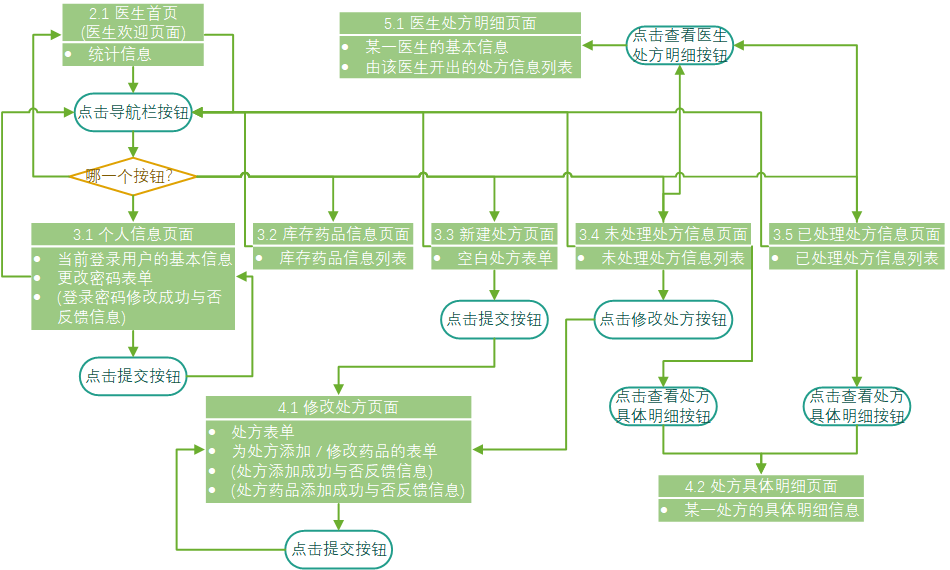 2.1 医生首页
(医生欢迎页面)
● 统计信息
5.1 医生处方明细页面
● 某一医生的基本信息
● 由该医生开出的处方信息列表
点击查看医生
处方明细按钮
点击导航栏按钮
哪一个按钮?
3.1 个人信息页面
● 当前登录用户的基本信息
● 更改密码表单
● (登录密码修改成功与否
反馈信息)
3.2 库存药品信息页面
● 库存药品信息列表
3.3 新建处方页面
● 空白处方表单
3.4 未处理处方信息页面
● 未处理处方信息列表
3.5 已处理处方信息页面
● 已处理处方信息列表
点击提交按钮
点击修改处方按钮
点击提交按钮
点击查看处方
具体明细按钮
点击查看处方
具体明细按钮
4.1 修改处方页面
● 处方表单
● 为处方添加 / 修改药品的表单
● (处方添加成功与否反馈信息)
● (处方药品添加成功与否反馈信息)
4.2 处方具体明细页面
● 某一处方的具体明细信息
点击提交按钮